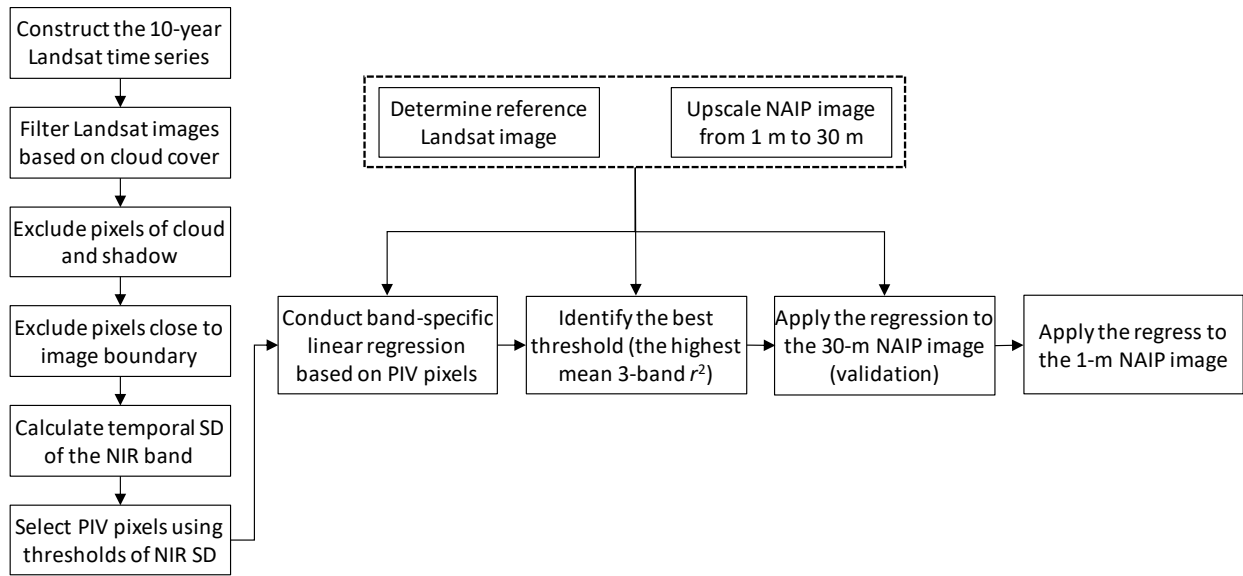 Construct the 10-year
Landsat time series
Filter Landsat images
based on cloud cover
Exclude pixels of cloud
and shadow
Exclude pixels close to
image boundary
Calculate temporal SD
of the NIR band
Select PIV pixels using
thresholds of NIR SD
Determine reference
Landsat image
Upscale NAIP image
from 1 m to 30 m
Conduct band-specific
linear regression
based on PIV pixels
Identify the best
threshold (the highest
mean 3-band r²)
Apply the regression to
the 30-m NAIP image
(validation)
Apply the regress to
the 1-m NAIP image